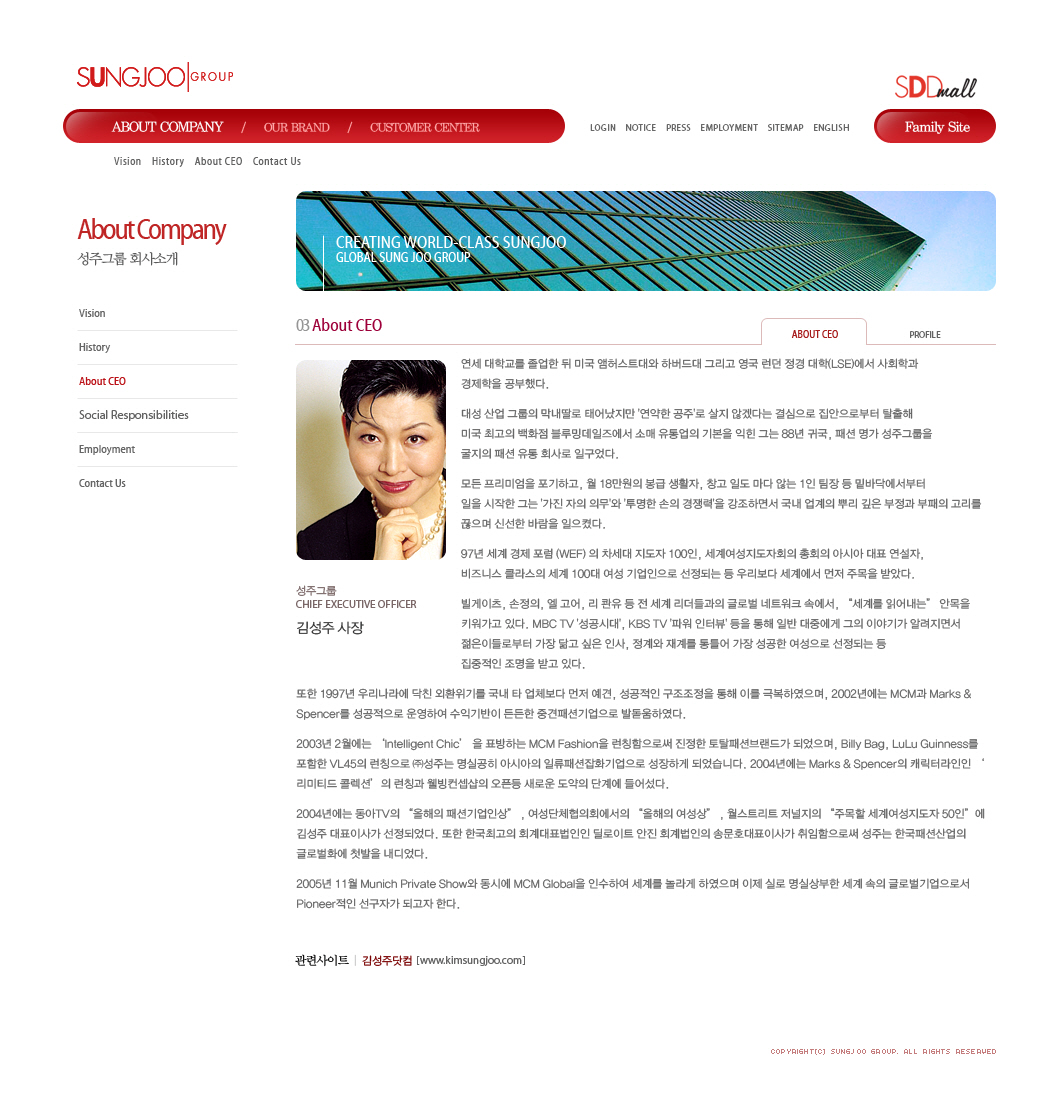 SUNGJOO GROUP
SDDmall
ABOUT COMPANY / OUR BRAND / CUSTOMER CENTER
LOGIN NOTICE PRESS EMPLOYMENT SITEMAP ENGLISH
Family Site
Vision History About CEO Contact Us
About Company
성주그룹 회사소개
Vision
History
About CEO
Social Responsibilities
Employment
Contact Us
CREATING WORLD-CLASS SUNGJOO
GLOBAL SUNG JOO GROUP
03 About CEO
ABOUT CEO
PROFILE
성주그룹
CHIEF EXECUTIVE OFFICER
김성주 사장
연세 대학교를 졸업한 뒤 미국 앰허스트대와 하버드대 그리고 영국 런던 정경 대학(LSE)에서 사회학과
경제학을 공부했다.
대성 산업 그룹의 막내딸로 태어났지만 '연약한 공주'로 살지 않겠다는 결심으로 집안으로부터 탈출해
미국 최고의 백화점 블루밍데일즈에서 소매 유통업의 기본을 익힌 그는 88년 귀국, 패션 명가 성주그룹을
굴지의 패션 유통 회사로 일구었다.
모든 프리미엄을 포기하고, 월 18만원의 봉급 생활자, 창고 일도 마다 않는 1인 팀장 등 밑바닥에서부터
일을 시작한 그는 '가진 자의 의무'와 '투명한 손의 경쟁력'을 강조하면서 국내 업계의 뿌리 깊은 부정과 부패의 고리를
끊으며 신선한 바람을 일으켰다.
97년 세계 경제 포럼 (WEF) 의 차세대 지도자 100인, 세계여성지도자회의 총회의 아시아 대표 연설자,
비즈니스 클라스의 세계 100대 여성 기업인으로 선정되는 등 우리보다 세계에서 먼저 주목을 받았다.
빌게이츠, 손정의, 엘 고어, 리 콴유 등 전 세계 리더들과의 글로벌 네트워크 속에서, “세계를 읽어내는” 안목을
키워가고 있다. MBC TV '성공시대', KBS TV '파워 인터뷰' 등을 통해 일반 대중에게 그의 이야기가 알려지면서
젊은이들로부터 가장 닮고 싶은 인사, 정계와 재계를 통틀어 가장 성공한 여성으로 선정되는 등
집중적인 조명을 받고 있다.
또한 1997년 우리나라에 닥친 외환위기를 국내 타 업체보다 먼저 예견, 성공적인 구조조정을 통해 이를 극복하였으며, 2002년에는 MCM과 Marks &
Spencer를 성공적으로 운영하여 수익기반이 든든한 중견패션기업으로 발돋움하였다.
2003년 2월에는 ‘Intelligent Chic’ 을 표방하는 MCM Fashion을 런칭함으로써 진정한 토탈패션브랜드가 되었으며, Billy Bag, LuLu Guinness를
포함한 VL45의 런칭으로 ㈜성주는 명실공히 아시아의 일류패션잡화기업으로 성장하게 되었습니다. 2004년에는 Marks & Spencer의 캐릭터라인인 ‘
리미티드 콜렉션’ 의 런칭과 웰빙컨셉샵의 오픈등 새로운 도약의 단계에 들어섰다.
2004년에는 동아TV의 “올해의 패션기업인상” , 여성단체협의회에서의 “올해의 여성상” , 월스트리트 저널지의 “주목할 세계여성지도자 50인” 에
김성주 대표이사가 선정되었다. 또한 한국최고의 회계대표법인인 딜로이트 안진 회계법인의 송문호대표이사가 취임함으로써 성주는 한국패션산업의
글로벌화에 첫발을 내디었다.
2005년 11월 Munich Private Show와 동시에 MCM Global을 인수하여 세계를 놀라게 하였으며 이제 실로 명실상부한 세계 속의 글로벌기업으로서
Pioneer적인 선구자가 되고자 한다.
관련사이트 | 김성주닷컴 [www.kimsungjoo.com]
COPYRIGHT(C) SUNGJOO GROUP. ALL RIGHTS RESERVED